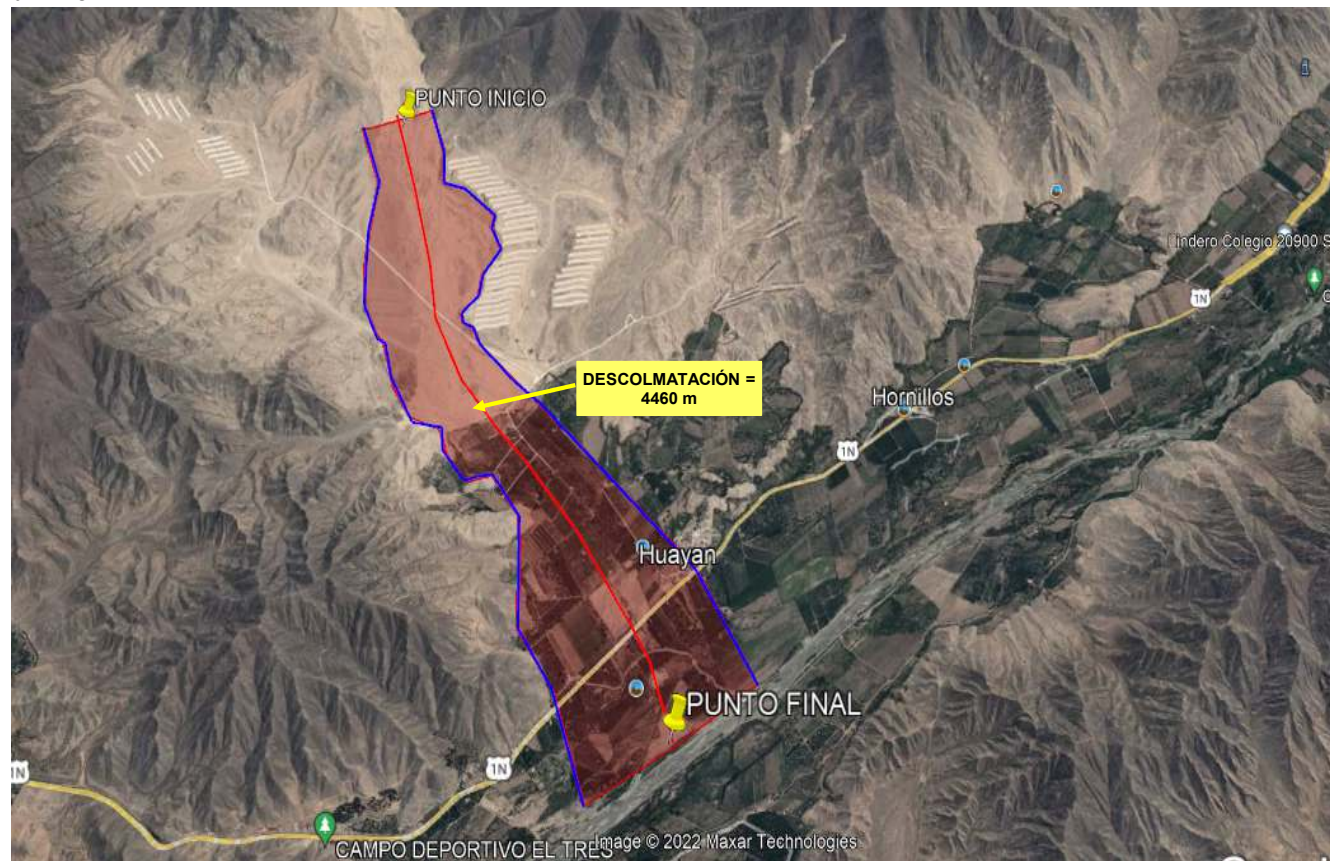 PUNTO INICIO
Lindero Colegio 20900 S
1N
DESCOLMATACIÓN =
4460 m
Hornillos
1N
Huayan
PUNTO FINAL
1N
1N
CAMPO DEPORTIVO EL TRES
Image © 2022 Maxar Technologies